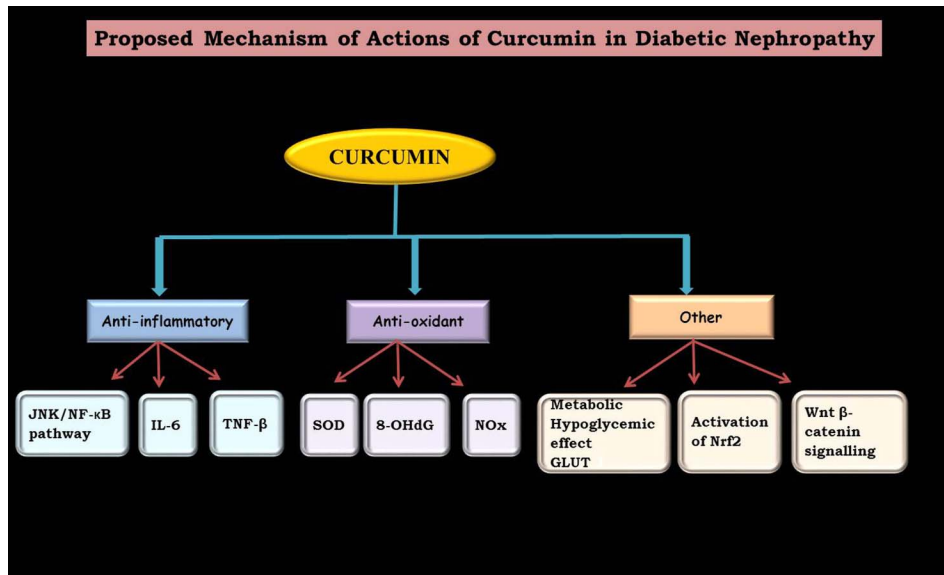 Proposed Mechanism of Actions of Curcumin in Diabetic Nephropathy
CURCUMIN
Anti-inflammatory
Anti-oxidant
Other
JNK/NF-κB
pathway
IL-6
TNF-β
SOD
8-OHdG
NOx
Metabolic
Hypoglycemic
effect
GLUT
Activation
of Nrf2
Wnt β-
catenin
signalling